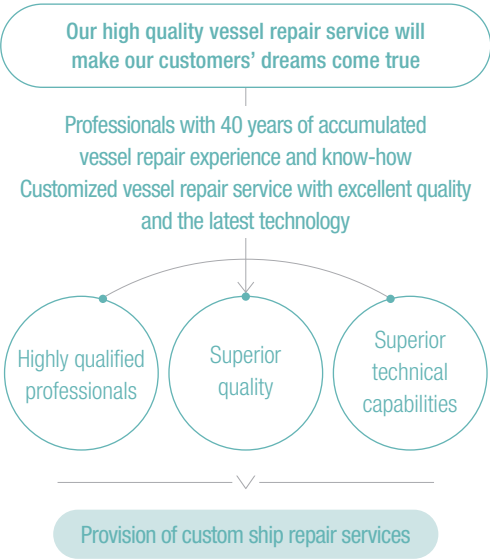 Our high quality vessel repair service will
make our customers’ dreams come true
Professionals with 40 years of accumulated
vessel repair experience and know-how
Customized vessel repair service with excellent quality
and the latest technology
Highly qualified
professionals
Superior
quality
Superior
technical
capabilities
Provision of custom ship repair services